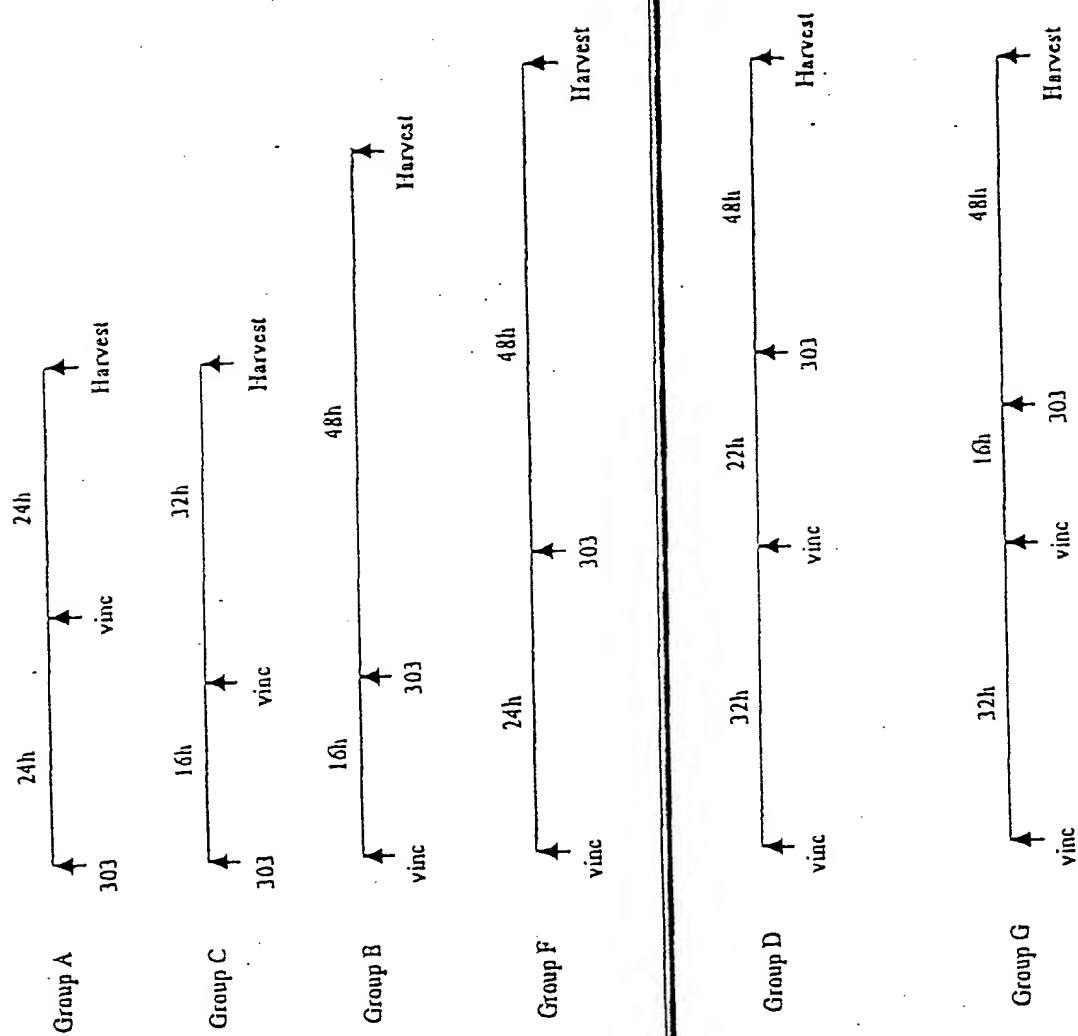 Group A
24h
24h
303
vinc
Harvest
Group C
16h
32h
303
vinc
Harvest
Group B
16h
48h
vinc
303
Harvest
Group F
24h
48h
vinc
303
Harvest
Group D
32h
22h
48h
vinc
vinc
303
Harvest
Group G
32h
16h
48h
vinc
vinc
303
Harvest